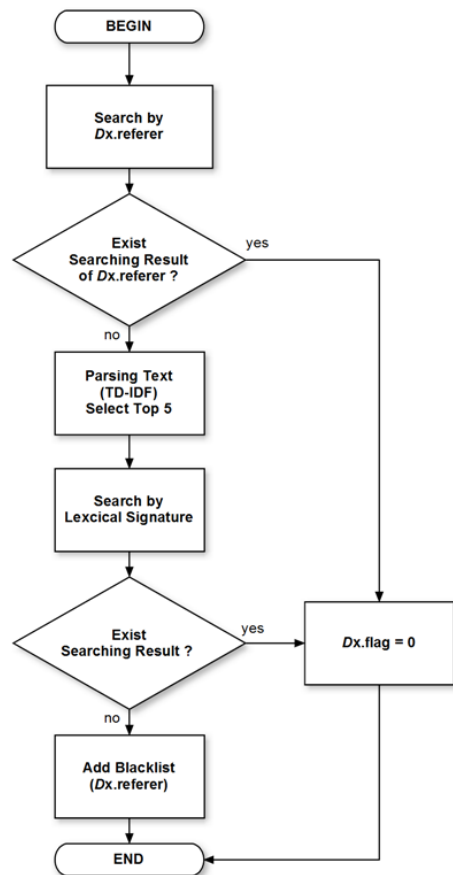 BEGIN
Search by
Dx.referer
Exist
Searching Result
of Dx.referer ?
yes
no
Parsing Text
(TD-IDF)
Select Top 5
Search by
Lexcical Signature
Exist
Searching Result ?
yes
Dx.flag = 0
no
Add Blacklist
(Dx.referer)
END